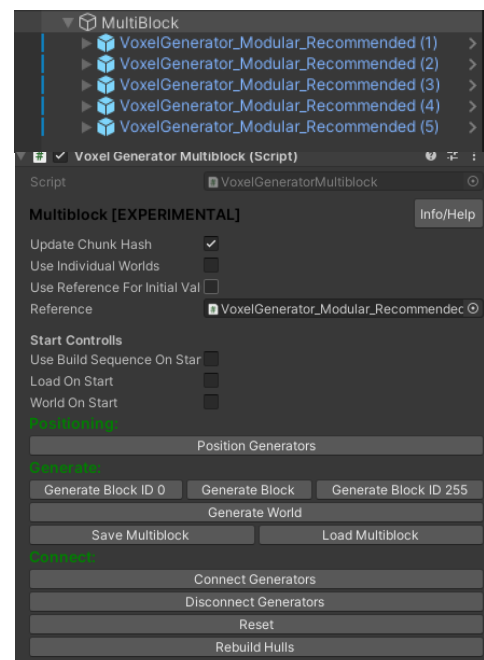 MultiBlock
VoxelGenerator_Modular_Recommended (1)
VoxelGenerator_Modular_Recommended (2)
VoxelGenerator_Modular_Recommended (3)
VoxelGenerator_Modular_Recommended (4)
VoxelGenerator_Modular_Recommended (5)
# Voxel Generator Multiblock (Script)
Script VoxelGeneratorMultiblock
Multiblock [EXPERIMENTAL] Info/Help
Update Chunk Hash
Use Individual Worlds
Use Reference For Initial Val
Reference # VoxelGenerator_Modular_Recommendec
Start Controlls
Use Build Sequence On Star
Load On Start
World On Start
Positioning:
Position Generators
Generate:
Generate Block ID 0 Generate Block Generate Block ID 255
Generate World
Save Multiblock Load Multiblock
Connect:
Connect Generators
Disconnect Generators
Reset
Rebuild Hulls